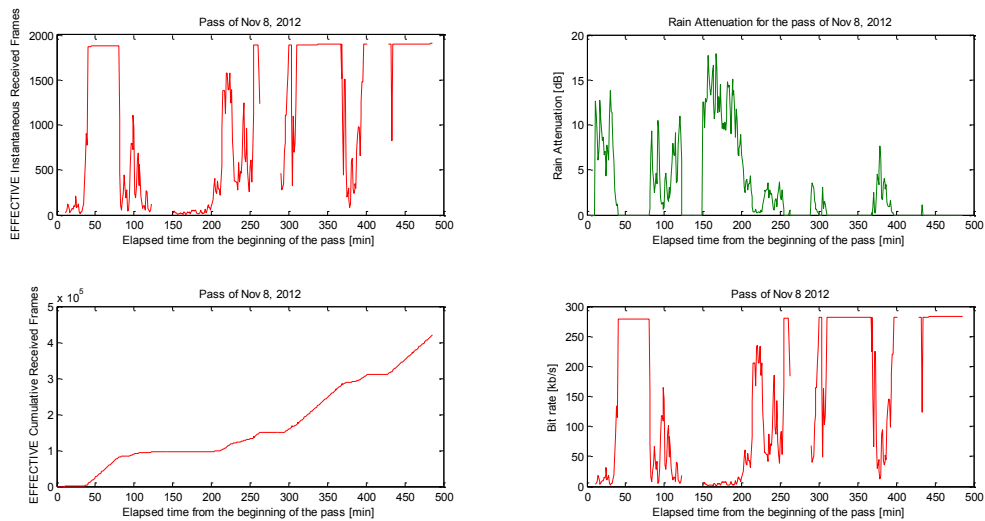 Pass of Nov 8, 2012
EFFECTIVE Instantaneous Received Frames
2000
1500
1000
500
0
0 50 100 150 200 250 300 350 400 450 500
Elapsed time from the beginning of the pass [min]
Rain Attenuation for the pass of Nov 8, 2012
Rain Attenuation [dB]
20
15
10
5
0
0 50 100 150 200 250 300 350 400 450 500
Elapsed time from the beginning of the pass [min]
Pass of Nov 8, 2012
x 10^5
EFFECTIVE Cumulative Received Frames
5
4
3
2
1
0
0 50 100 150 200 250 300 350 400 450 500
Elapsed time from the beginning of the pass [min]
Pass of Nov 8 2012
Bit rate [kb/s]
300
250
200
150
100
50
0
0 50 100 150 200 250 300 350 400 450 500
Elapsed time from the beginning of the pass [min]